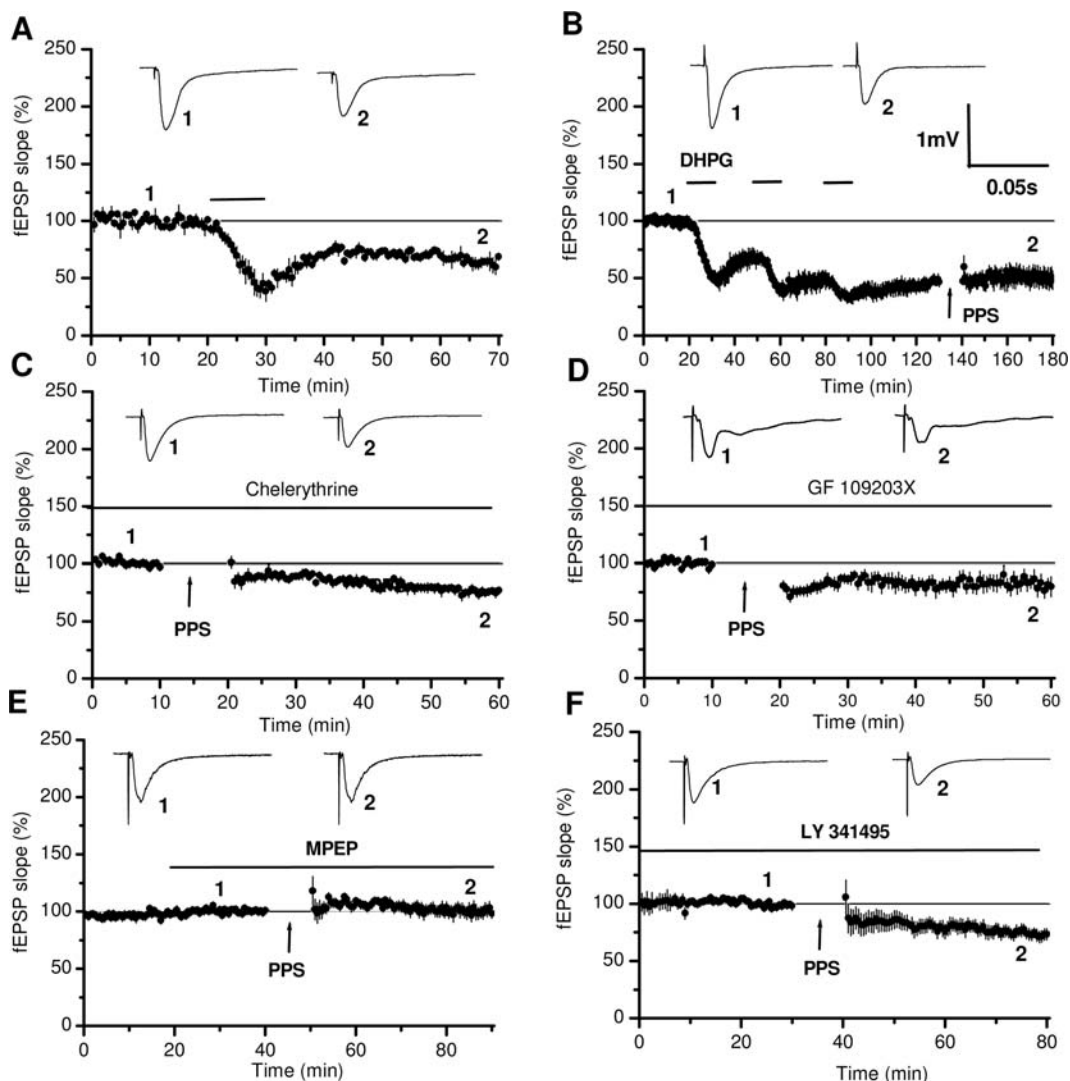 A
fEPSP slope (%)
250
200
150
100
50
0
1
2
1
2
0 10 20 30 40 50 60 70
Time (min)
B
fEPSP slope (%)
250
200
150
100
50
0
1
2
1mV
0.05s
DHPG
1
2
PPS
0 20 40 60 80 100 120 140 160 180
Time (min)
C
fEPSP slope (%)
250
200
150
100
50
0
1
2
Chelerythrine
1
PPS
2
0 10 20 30 40 50 60
Time (min)
D
fEPSP slope (%)
250
200
150
100
50
0
1
2
GF 109203X
1
PPS
2
0 10 20 30 40 50 60
Time (min)
E
fEPSP slope (%)
250
200
150
100
50
0
1
2
MPEP
1
2
PPS
0 20 40 60 80
Time (min)
F
fEPSP slope (%)
250
200
150
100
50
0
1
2
LY 341495
1
PPS
2
0 20 40 60 80
Time (min)